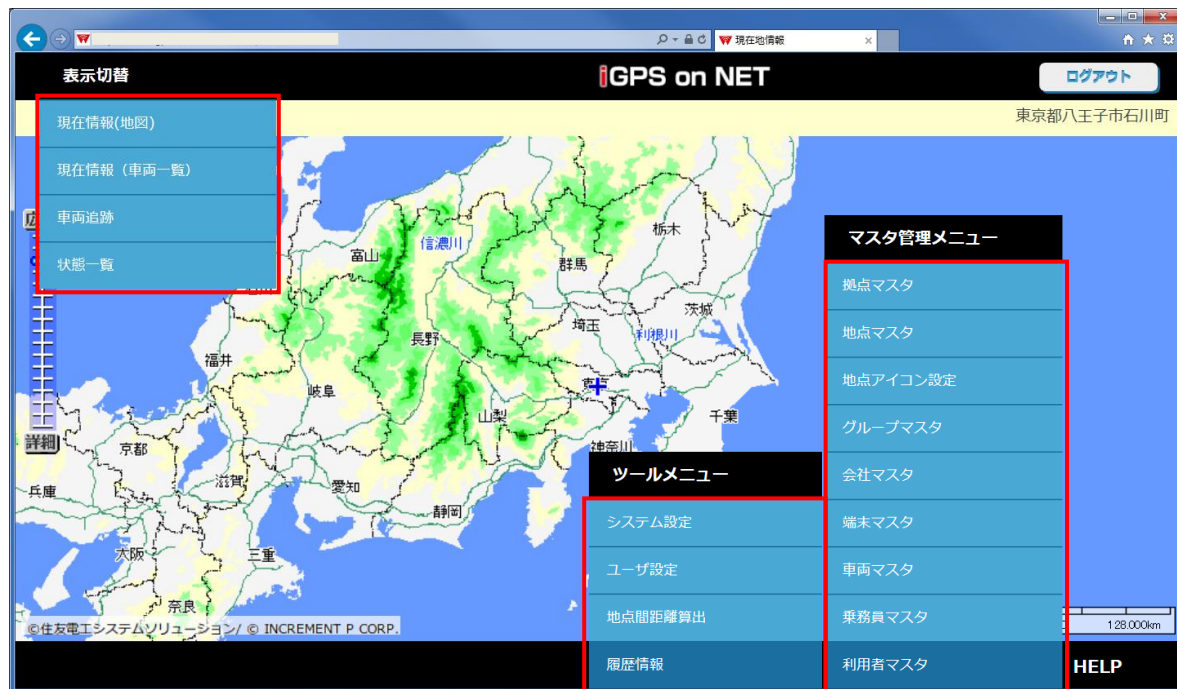 現在地情報
表示切替
iGPS on NET
ログアウト
東京都八王子市石川町
現在情報(地図)
現在情報（車両一覧）
車両追跡
状態一覧
詳細
富山
信濃川
栃木
群馬
茨城
埼玉
利根川
長野
福井
岐阜
東京
山梨
千葉
神奈川
京都
滋賀
愛知
静岡
兵庫
大阪
三重
奈良
マスタ管理メニュー
拠点マスタ
地点マスタ
地点アイコン設定
グループマスタ
会社マスタ
端末マスタ
車両マスタ
乗務員マスタ
利用者マスタ
ツールメニュー
システム設定
ユーザ設定
地点間距離算出
履歴情報
©住友電工システムソリューション/ © INCREMENT P CORP.
128.000km
HELP